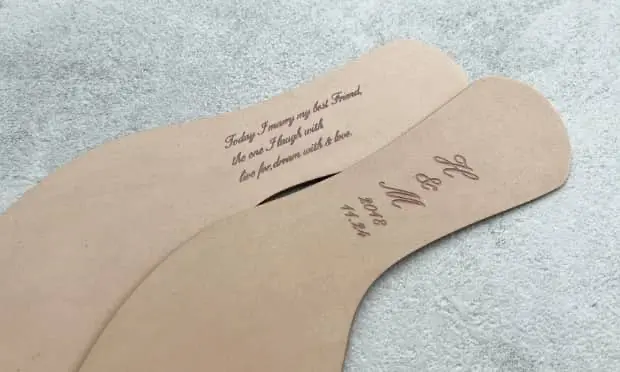 Today I marry my best Friend,
the one I laugh with
live for, dream with & love.
H
&
M
2018
11.24